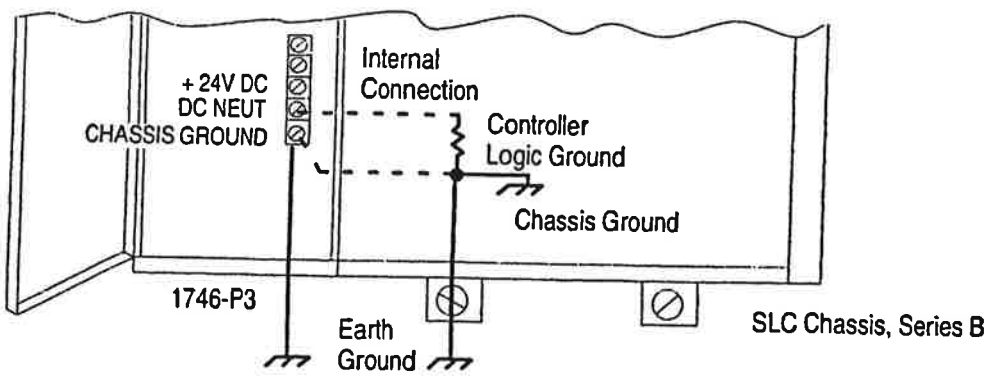 Internal
Connection
+ 24V DC
DC NEUT
CHASSIS GROUND
Controller
Logic Ground
Chassis Ground
1746-P3
Earth
Ground
SLC Chassis, Series B